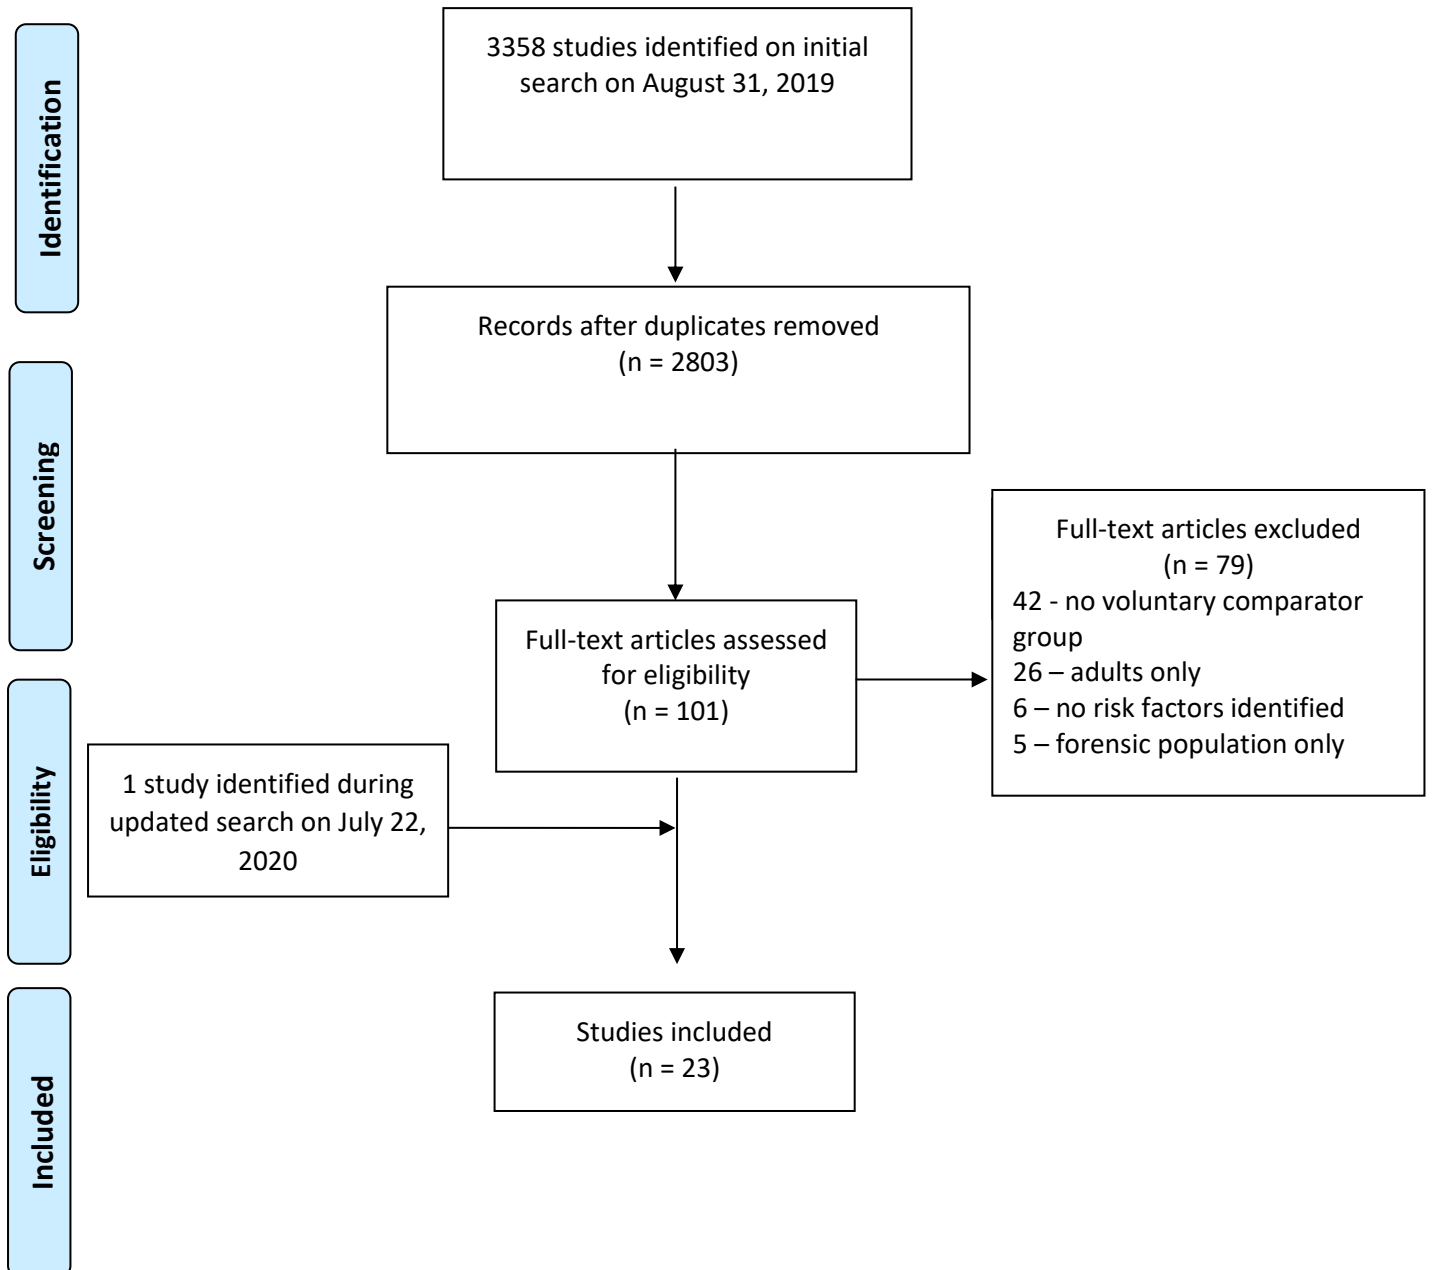 Identification
3358 studies identified on initial
search on August 31, 2019
Records after duplicates removed
(n = 2803)
Screening
Full-text articles assessed
for eligibility
(n = 101)
Full-text articles excluded
(n = 79)
42 - no voluntary comparator
group
26 – adults only
6 – no risk factors identified
5 – forensic population only
Eligibility
1 study identified during
updated search on July 22,
2020
Studies included
(n = 23)
Included